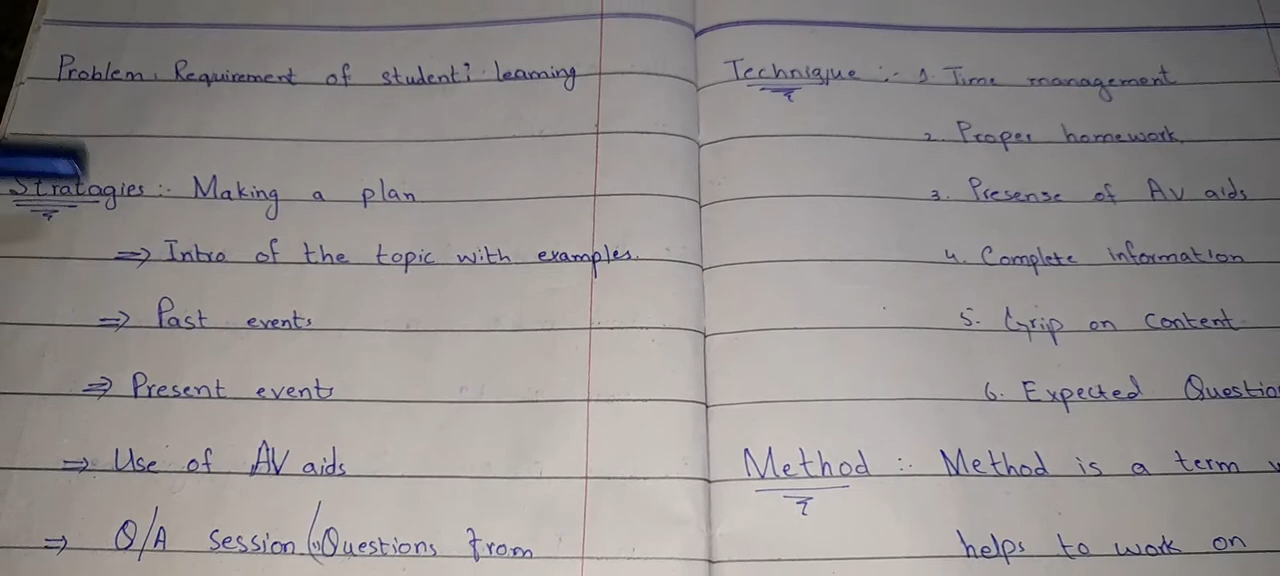 Problem. Requirement of student? learning
Stratagies :- Making a plan
⇒ Intro of the topic with examples.
⇒ Past events
⇒ Present events
⇒ Use of AV aids
⇒ Q/A session (Questions from
Technique :- 1. Time management
2. Proper homework
3. Presense of AV aids
4. Complete information
5. Grip on Content
6. Expected Questio
Method :: Method is a term
helps to work on